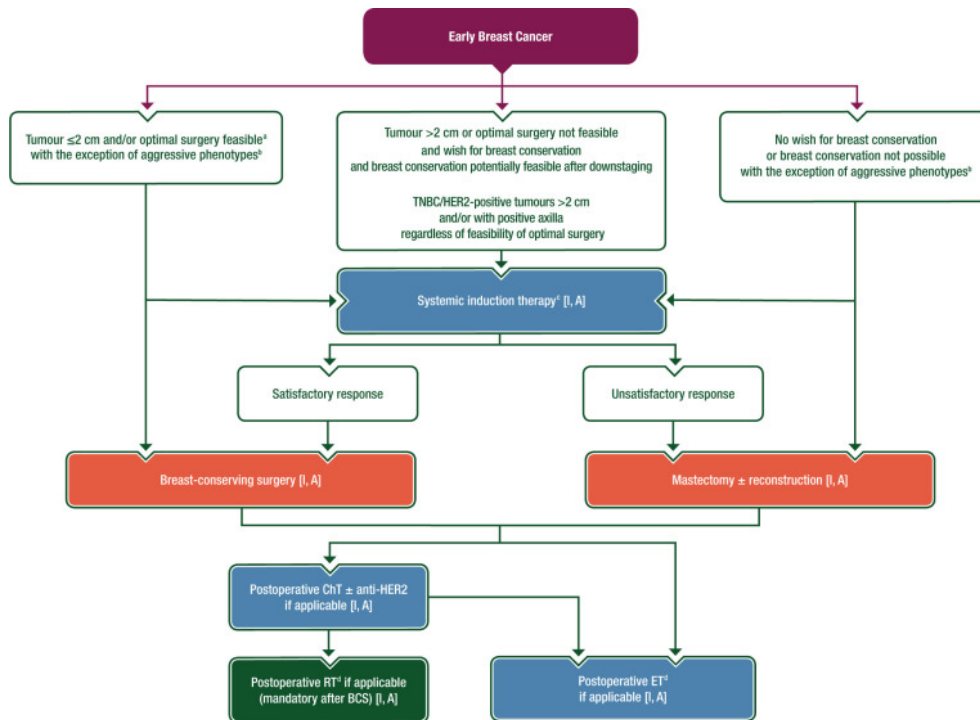 Early Breast Cancer
Tumour ≤2 cm and/or optimal surgery feasibleᵃ
with the exception of aggressive phenotypesᵇ
Tumour >2 cm or optimal surgery not feasible
and wish for breast conservation
and breast conservation potentially feasible after downstaging
TNBC/HER2-positive tumours >2 cm
and/or with positive axilla
regardless of feasibility of optimal surgery
No wish for breast conservation
or breast conservation not possible
with the exception of aggressive phenotypesᵇ
Systemic induction therapyᶜ [I, A]
Satisfactory response
Unsatisfactory response
Breast-conserving surgery [I, A]
Mastectomy ± reconstruction [I, A]
Postoperative ChT ± anti-HER2
if applicable [I, A]
Postoperative RTᵈ if applicable
(mandatory after BCS) [I, A]
Postoperative ETᵈ
if applicable [I, A]